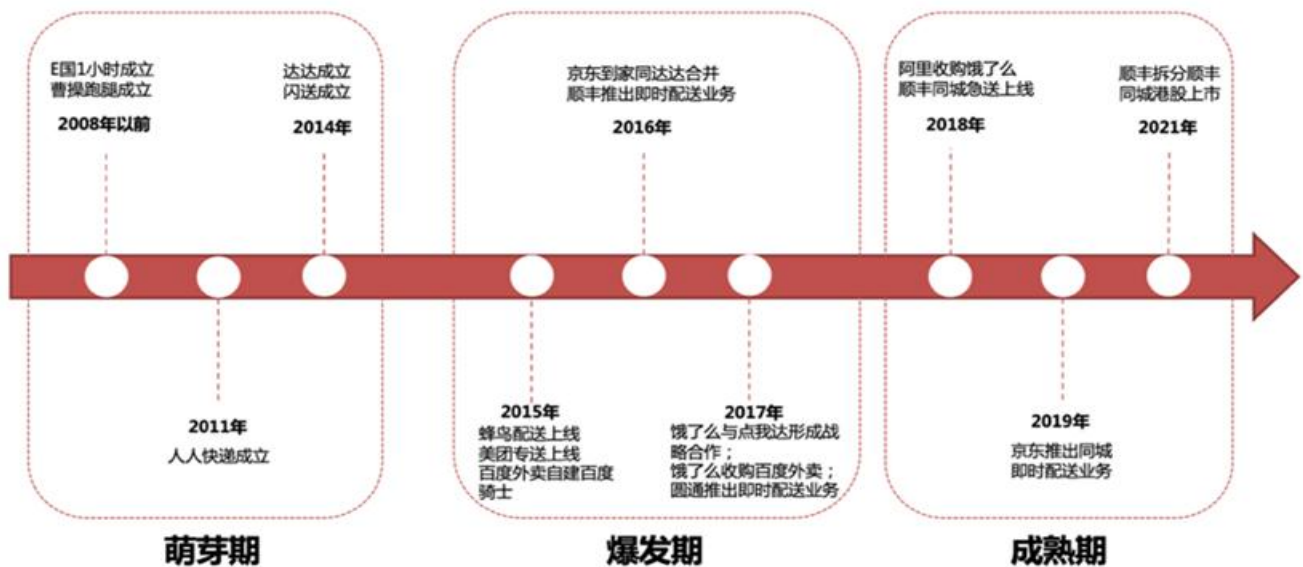 E国1小时成立
曹操跑腿成立
2008年以前
达达成立
闪送成立
2014年
京东到家同达达合并
顺丰推出即时配送业务
2016年
阿里收购饿了么
顺丰同城急送上线
2018年
顺丰拆分顺丰
同城港股上市
2021年
2011年
人人快递成立
2015年
蜂鸟配送上线
美团专送上线
百度外卖自建百度
骑士
2017年
饿了么与点我达形成战
略合作；
饿了么收购百度外卖；
圆通推出即时配送业务
2019年
京东推出同城
即时配送业务
萌芽期
爆发期
成熟期